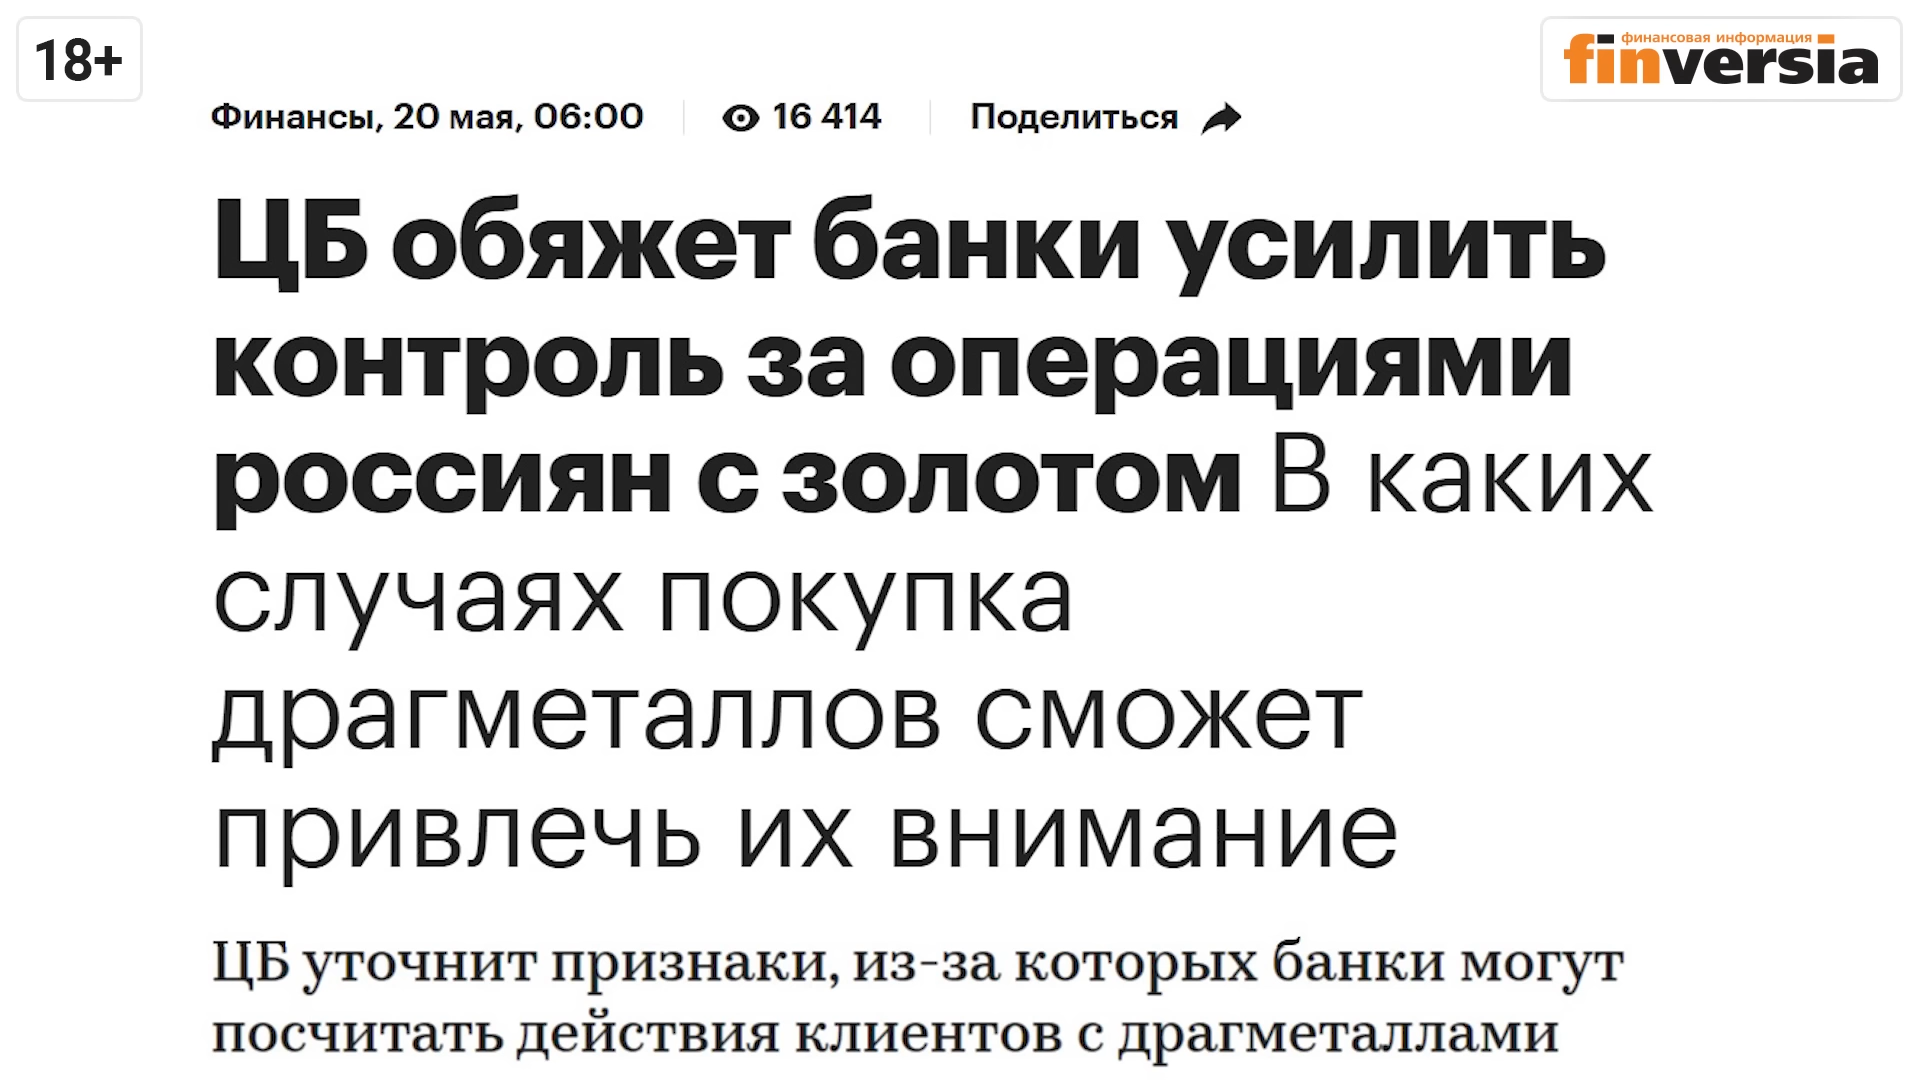 18+
финансовая информация
finversia
Финансы, 20 мая, 06:00 16 414 Поделиться
ЦБ обяжет банки усилить
контроль за операциями
россиян с золотом В каких
случаях покупка
драгметаллов сможет
привлечь их внимание
ЦБ уточнит признаки, из-за которых банки могут
посчитать действия клиентов с драгметаллами